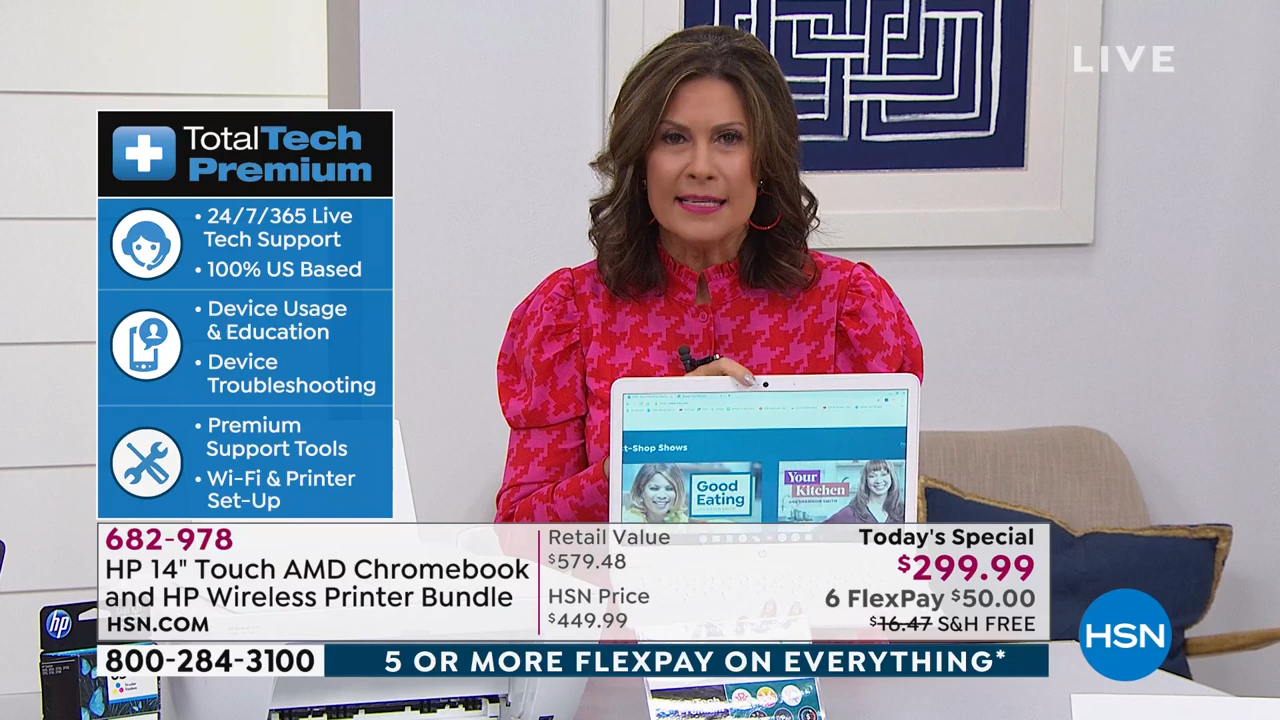 LIVE
TotalTech
Premium
• 24/7/365 Live
Tech Support
• 100% US Based
• Device Usage
& Education
• Device
Troubleshooting
• Premium
Support Tools
• Wi-Fi & Printer
Set-Up
t-Shop Shows
Good
Eating
Your
Kitchen
682-978
HP 14" Touch AMD Chromebook
and HP Wireless Printer Bundle
HSN.COM
Retail Value
$579.48
HSN Price
$449.99
Today's Special
$299.99
6 FlexPay $50.00
$16.47 S&H FREE
hp
HSN
800-284-3100
5 OR MORE FLEXPAY ON EVERYTHING*